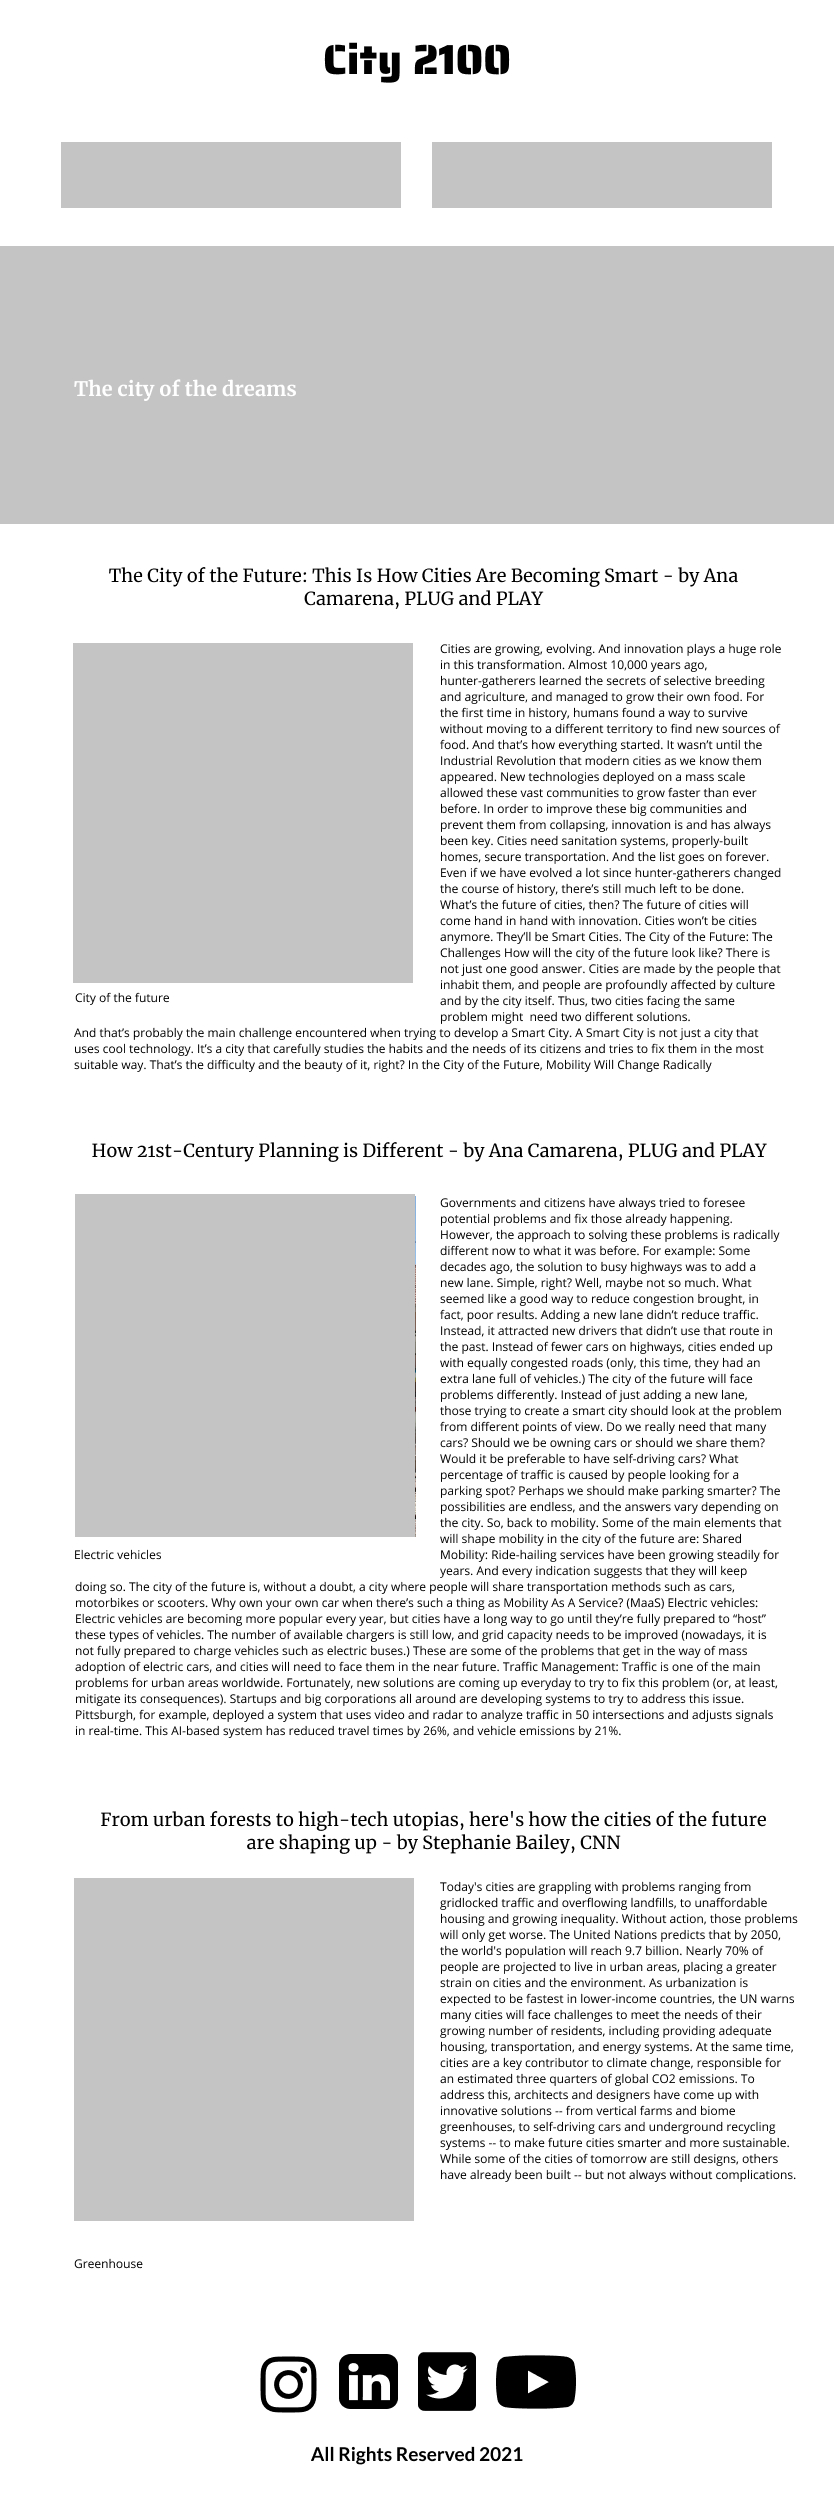 City 2100
The city of the dreams
The City of the Future: This Is How Cities Are Becoming Smart - by Ana
Camarena, PLUG and PLAY
Cities are growing, evolving. And innovation plays a huge role
in this transformation. Almost 10,000 years ago,
hunter-gatherers learned the secrets of selective breeding
and agriculture, and managed to grow their own food. For
the first time in history, humans found a way to survive
without moving to a different territory to find new sources of
food. And that’s how everything started. It wasn’t until the
Industrial Revolution that modern cities as we know them
appeared. New technologies deployed on a mass scale
allowed these vast communities to grow faster than ever
before. In order to improve these big communities and
prevent them from collapsing, innovation is and has always
been key. Cities need sanitation systems, properly-built
homes, secure transportation. And the list goes on forever.
Even if we have evolved a lot since hunter-gatherers changed
the course of history, there’s still much left to be done.
What’s the future of cities, then? The future of cities will
come hand in hand with innovation. Cities won’t be cities
anymore. They’ll be Smart Cities. The City of the Future: The
Challenges How will the city of the future look like? There is
not just one good answer. Cities are made by the people that
inhabit them, and people are profoundly affected by culture
and by the city itself. Thus, two cities facing the same
problem might  need two different solutions.
City of the future
And that’s probably the main challenge encountered when trying to develop a Smart City. A Smart City is not just a city that
uses cool technology. It’s a city that carefully studies the habits and the needs of its citizens and tries to fix them in the most
suitable way. That’s the difficulty and the beauty of it, right? In the City of the Future, Mobility Will Change Radically
How 21st-Century Planning is Different - by Ana Camarena, PLUG and PLAY
Governments and citizens have always tried to foresee
potential problems and fix those already happening.
However, the approach to solving these problems is radically
different now to what it was before. For example: Some
decades ago, the solution to busy highways was to add a
new lane. Simple, right? Well, maybe not so much. What
seemed like a good way to reduce congestion brought, in
fact, poor results. Adding a new lane didn’t reduce traffic.
Instead, it attracted new drivers that didn’t use that route in
the past. Instead of fewer cars on highways, cities ended up
with equally congested roads (only, this time, they had an
extra lane full of vehicles.) The city of the future will face
problems differently. Instead of just adding a new lane,
those trying to create a smart city should look at the problem
from different points of view. Do we really need that many
cars? Should we be owning cars or should we share them?
Would it be preferable to have self-driving cars? What
percentage of traffic is caused by people looking for a
parking spot? Perhaps we should make parking smarter? The
possibilities are endless, and the answers vary depending on
the city. So, back to mobility. Some of the main elements that
will shape mobility in the city of the future are: Shared
Mobility: Ride-hailing services have been growing steadily for
years. And every indication suggests that they will keep
Electric vehicles
doing so. The city of the future is, without a doubt, a city where people will share transportation methods such as cars,
motorbikes or scooters. Why own your own car when there’s such a thing as Mobility As A Service? (MaaS) Electric vehicles:
Electric vehicles are becoming more popular every year, but cities have a long way to go until they’re fully prepared to “host”
these types of vehicles. The number of available chargers is still low, and grid capacity needs to be improved (nowadays, it is
not fully prepared to charge vehicles such as electric buses.) These are some of the problems that get in the way of mass
adoption of electric cars, and cities will need to face them in the near future. Traffic Management: Traffic is one of the main
problems for urban areas worldwide. Fortunately, new solutions are coming up everyday to try to fix this problem (or, at least,
mitigate its consequences). Startups and big corporations all around are developing systems to try to address this issue.
Pittsburgh, for example, deployed a system that uses video and radar to analyze traffic in 50 intersections and adjusts signals
in real-time. This AI-based system has reduced travel times by 26%, and vehicle emissions by 21%.
From urban forests to high-tech utopias, here's how the cities of the future
are shaping up - by Stephanie Bailey, CNN
Today's cities are grappling with problems ranging from
gridlocked traffic and overflowing landfills, to unaffordable
housing and growing inequality. Without action, those problems
will only get worse. The United Nations predicts that by 2050,
the world's population will reach 9.7 billion. Nearly 70% of
people are projected to live in urban areas, placing a greater
strain on cities and the environment. As urbanization is
expected to be fastest in lower-income countries, the UN warns
many cities will face challenges to meet the needs of their
growing number of residents, including providing adequate
housing, transportation, and energy systems. At the same time,
cities are a key contributor to climate change, responsible for
an estimated three quarters of global CO2 emissions. To
address this, architects and designers have come up with
innovative solutions -- from vertical farms and biome
greenhouses, to self-driving cars and underground recycling
systems -- to make future cities smarter and more sustainable.
While some of the cities of tomorrow are still designs, others
have already been built -- but not always without complications.
Greenhouse
in
All Rights Reserved 2021